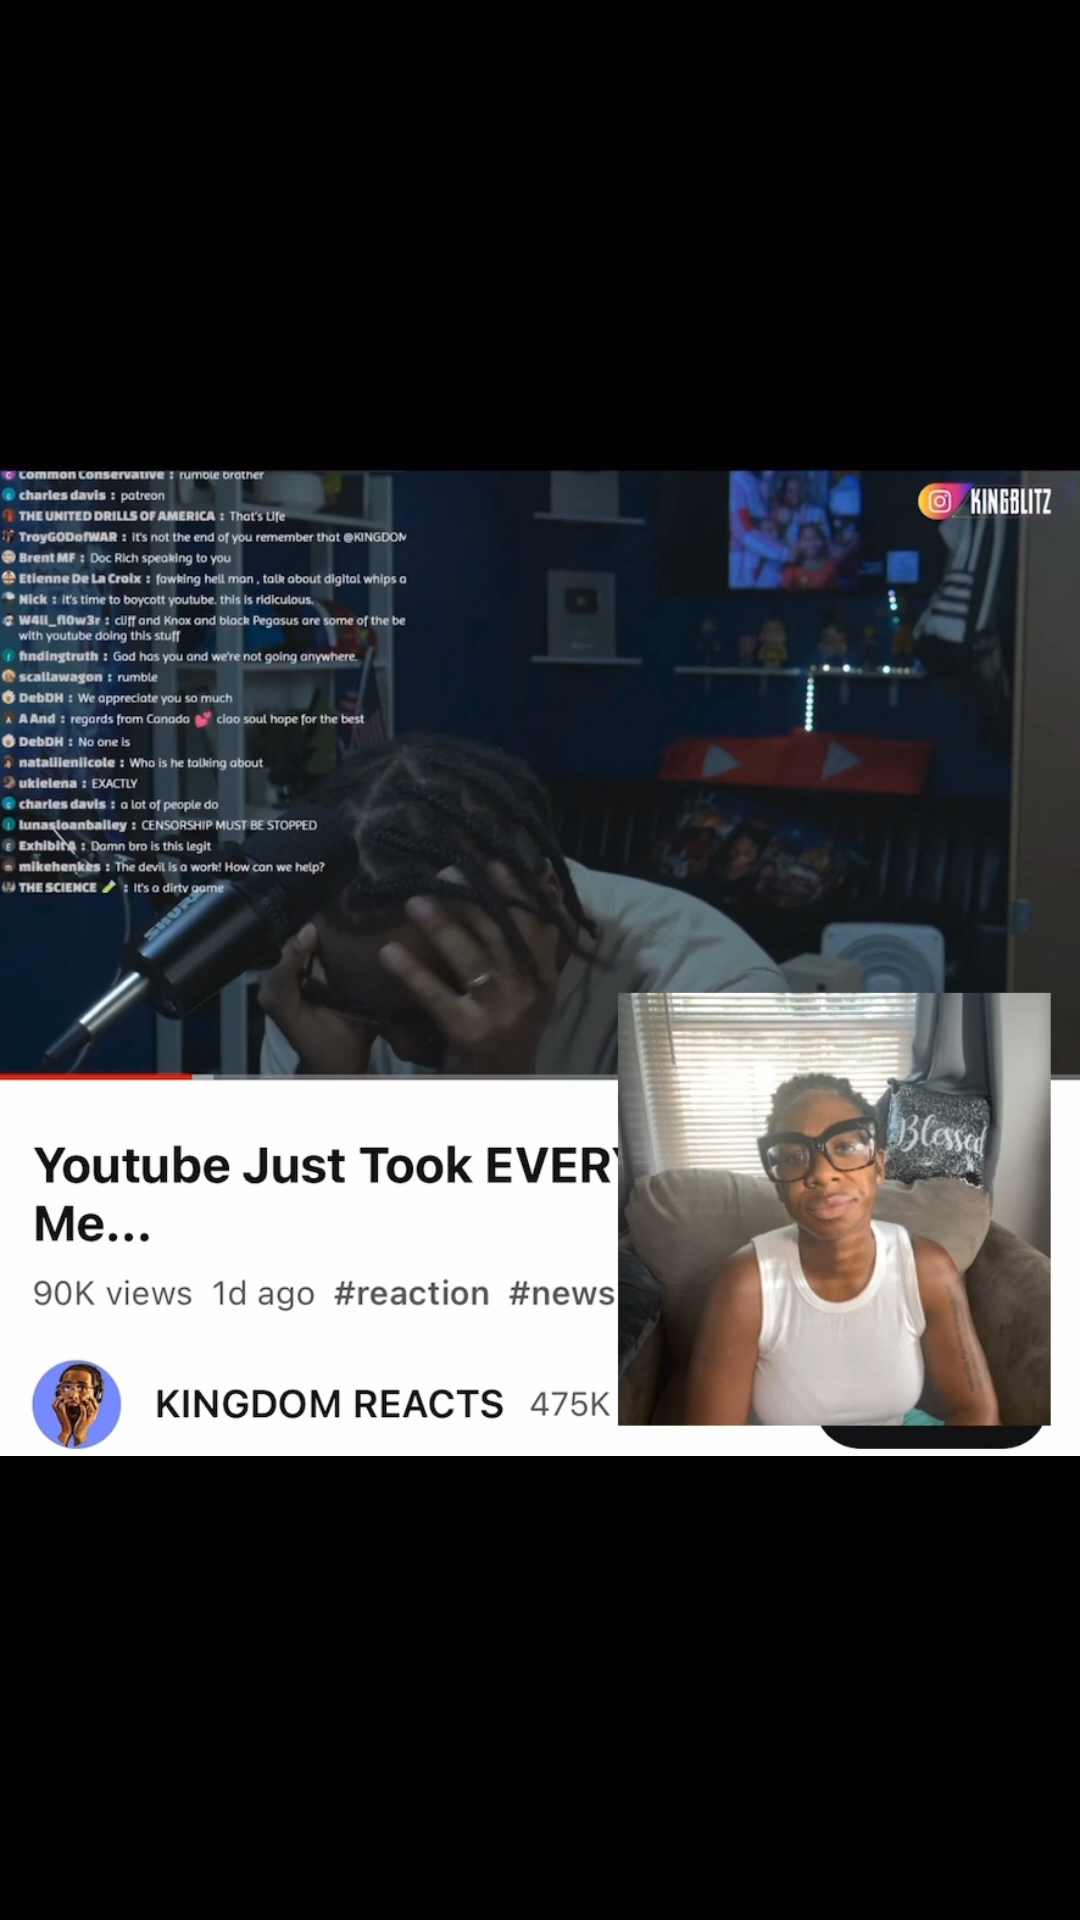 Common Conservative : rumble brother
charles davis : patreon
THE UNITED DRILLS OF AMERICA : That's Life
TroyGODofWAR : It's not the end of you remember that @KINGDOM
Brent MF : Doc Rich speaking to you
Etienne De La Croix : fawking hell man , talk about digital whips a
Nick : it's time to boycott youtube. this is ridiculous.
W4ll_fl0w3r : cliff and Knox and black Pegasus are some of the be
with youtube doing this stuff
findingtruth : God has you and we're not going anywhere.
scallawagon : rumble
DebDH : We appreciate you so much
A And : regards from Canada 💕 ciao soul hope for the best
DebDH : No one is
nataliieniicole : Who is he talking about
ukielena : EXACTLY
charles davis : a lot of people do
lunasloanbailey : CENSORSHIP MUST BE STOPPED
Exhibit A : Damn bro is this legit
mikehenkes : The devil is a work! How can we help?
THE SCIENCE 🧪 : It's a dirty game
KINGBLITZ
SHURE
Blessed
Youtube Just Took EVERY
Me...
90K views 1d ago #reaction #news
KINGDOM REACTS 475K